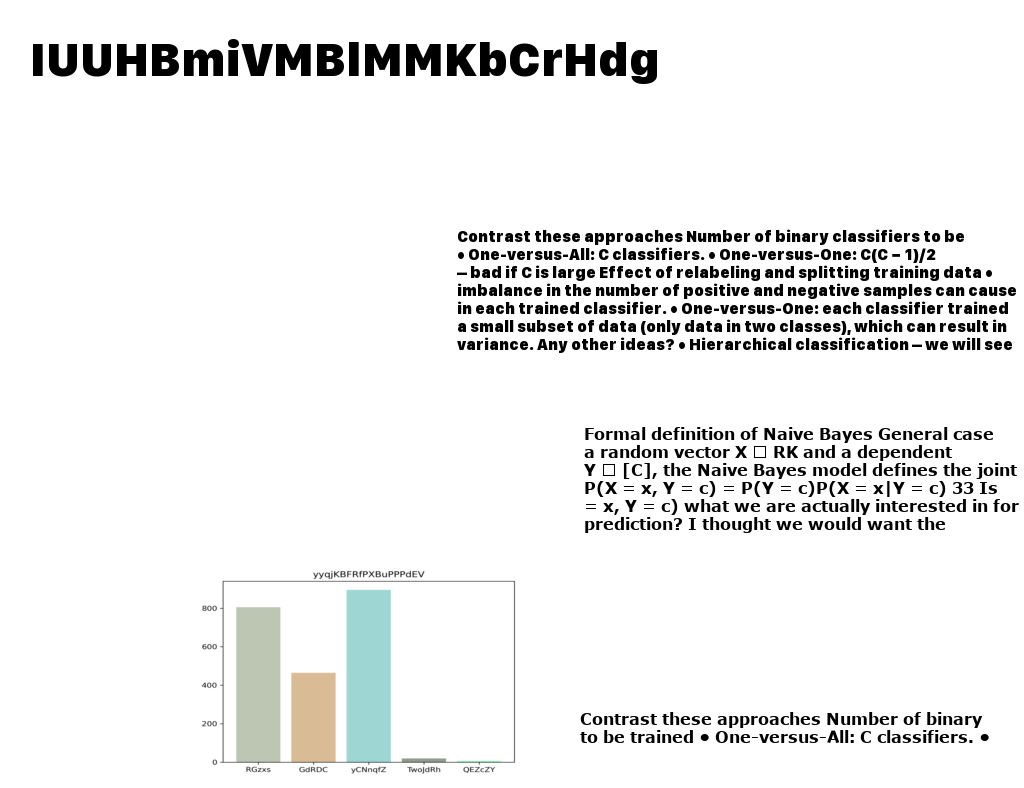 IUUHBmiVMBlMMKbCrHdg
Contrast these approaches Number of binary classifiers to be
• One-versus-All: C classifiers. • One-versus-One: C(C − 1)/2
— bad if C is large Effect of relabeling and splitting training data •
imbalance in the number of positive and negative samples can cause
in each trained classifier. • One-versus-One: each classifier trained
a small subset of data (only data in two classes), which can result in
variance. Any other ideas? • Hierarchical classification — we will see
Formal definition of Naive Bayes General case
a random vector X □ RK and a dependent
Y □ [C], the Naive Bayes model defines the joint
P(X = x, Y = c) = P(Y = c)P(X = x|Y = c) 33 Is
= x, Y = c) what we are actually interested in for
prediction? I thought we would want the
yyqjKBFRfPXBuPPPdEV
800
600
400
200
0
RGzxs GdRDC yCNnqfZ TwoJdRh QEZcZY
Contrast these approaches Number of binary
to be trained • One-versus-All: C classifiers. •